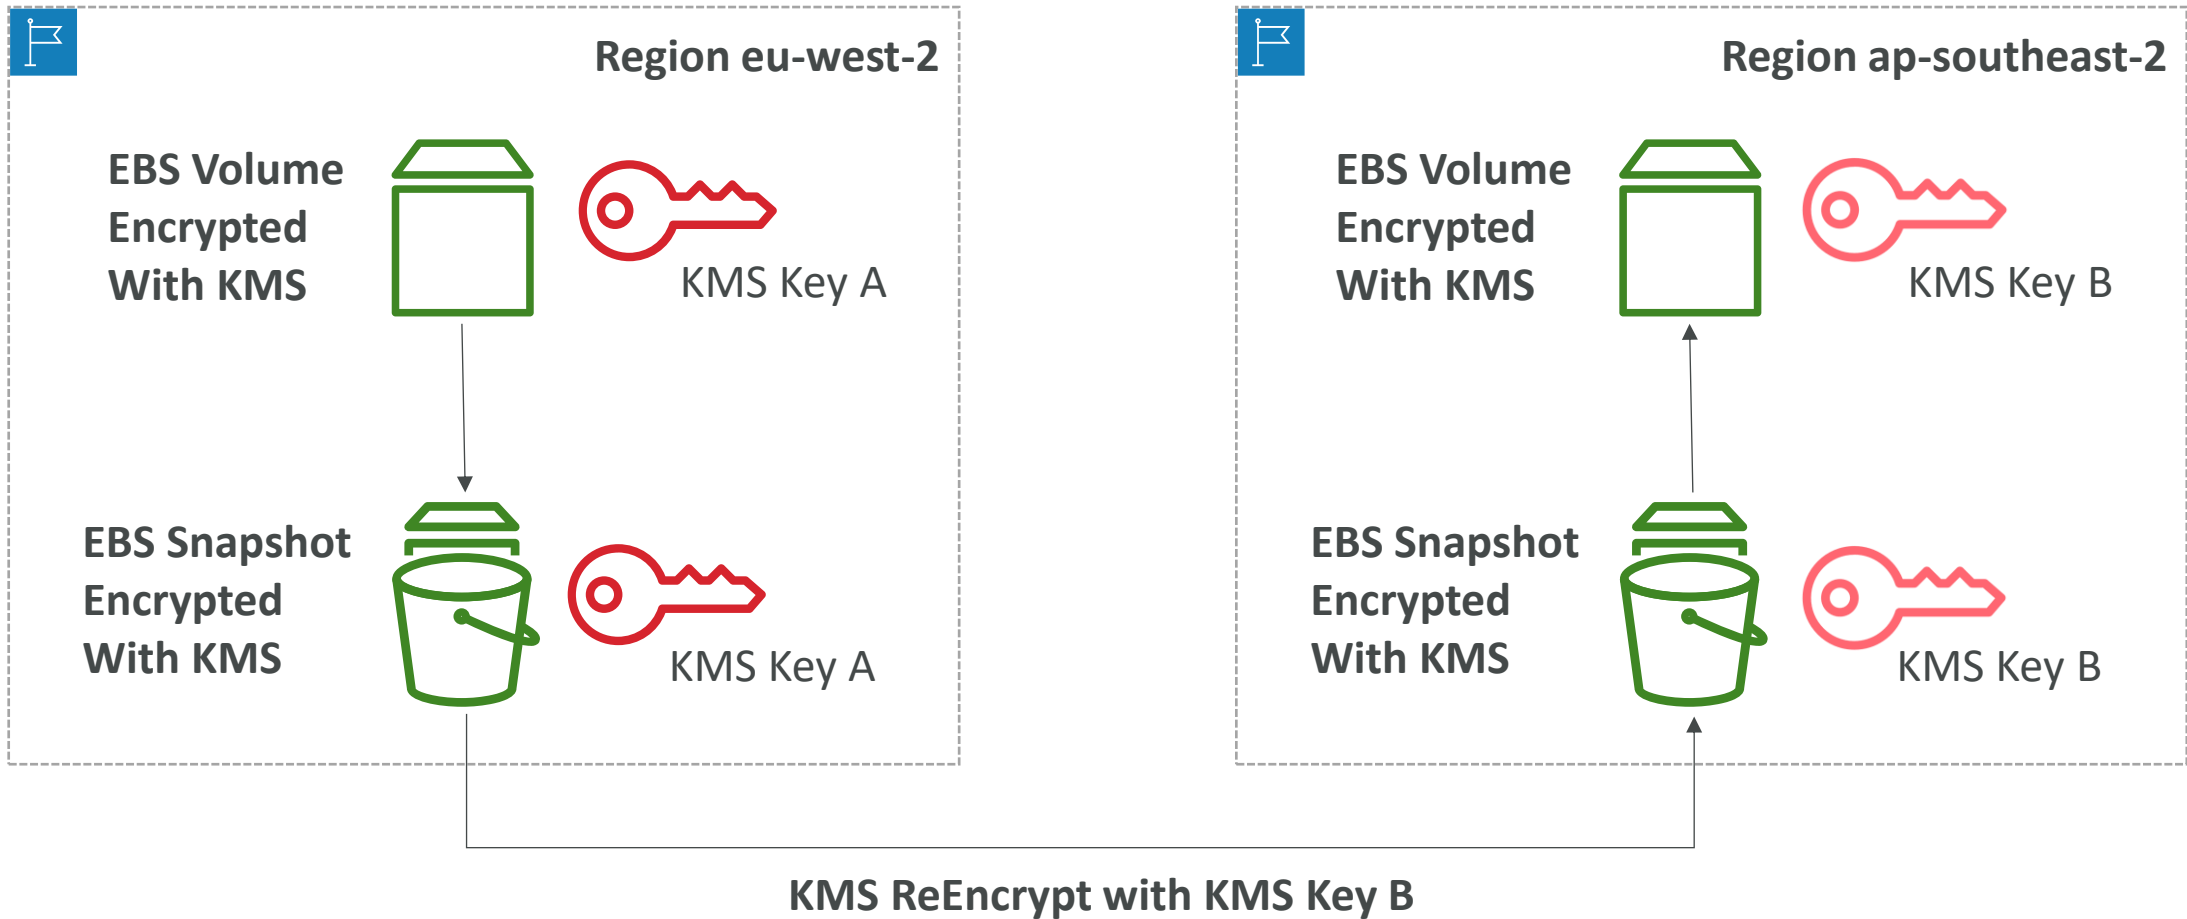 Region eu-west-2
EBS Volume
Encrypted
With KMS
KMS Key A
EBS Snapshot
Encrypted
With KMS
KMS Key A
Region ap-southeast-2
EBS Volume
Encrypted
With KMS
KMS Key B
EBS Snapshot
Encrypted
With KMS
KMS Key B
KMS ReEncrypt with KMS Key B